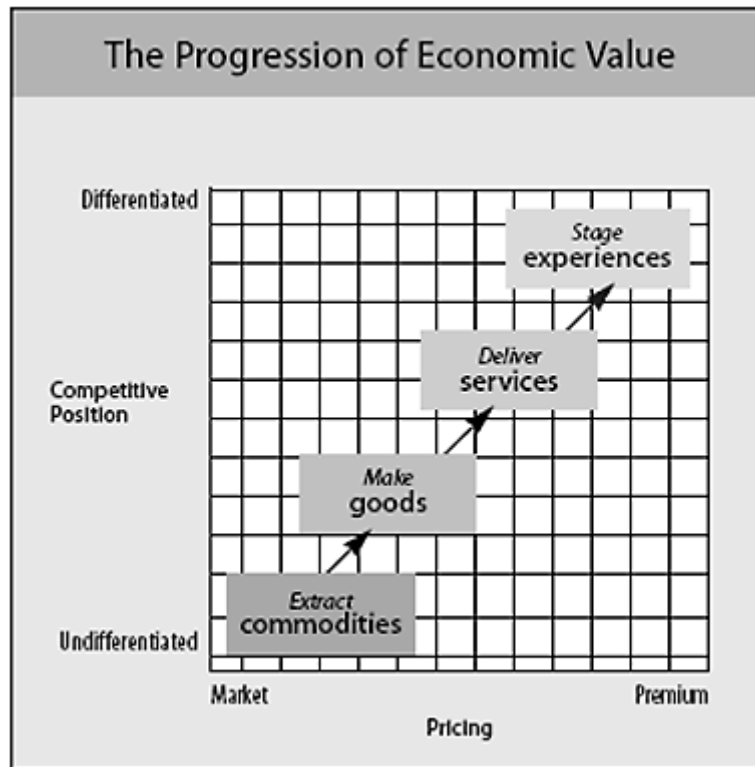 The Progression of Economic Value
Differentiated
Stage
experiences
Deliver
services
Competitive
Position
Make
goods
Extract
commodities
Undifferentiated
Market
Premium
Pricing